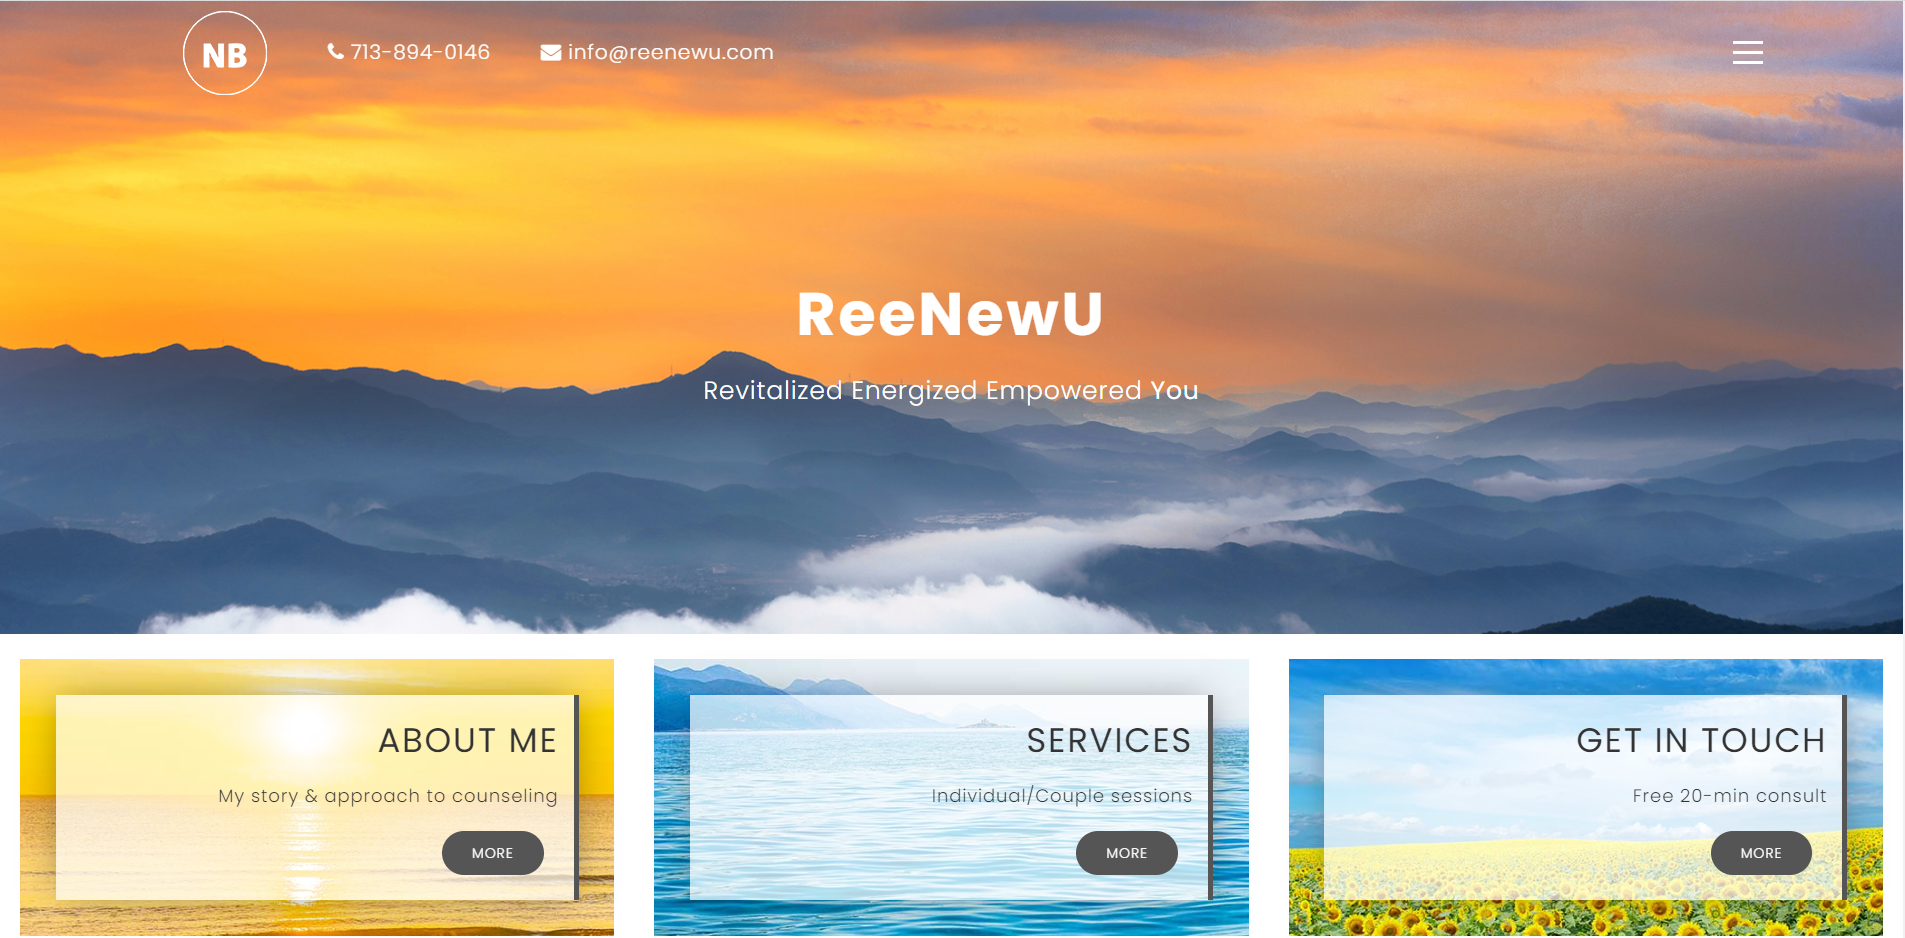 NB
713-894-0146
info@reenewu.com
ReeNewU
Revitalized Energized Empowered You
ABOUT ME
My story & approach to counseling
MORE
SERVICES
Individual/Couple sessions
MORE
GET IN TOUCH
Free 20-min consult
MORE